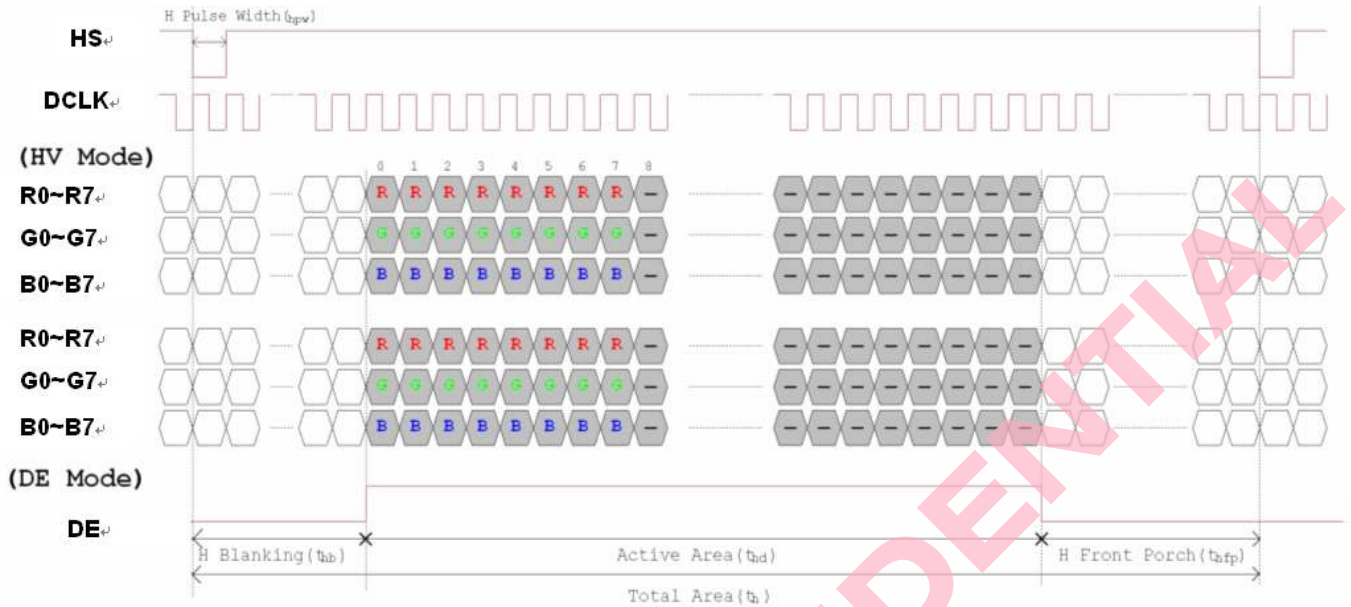 H Pulse Width(thpw)
HS
DCLK
(HV Mode)
0 1 2 3 4 5 6 7 8
R0~R7 R R R R R R R R – – – – – – – – –
G0~G7 G G G G G G G G – – – – – – – – –
B0~B7 B B B B B B B B – – – – – – – – –
R0~R7 R R R R R R R R – – – – – – – – –
G0~G7 G G G G G G G G – – – – – – – – –
B0~B7 B B B B B B B B – – – – – – – – –
(DE Mode)
DE
H Blanking(thb) Active Area(thd) H Front Porch(thfp)
Total Area(th)
DENTIAL